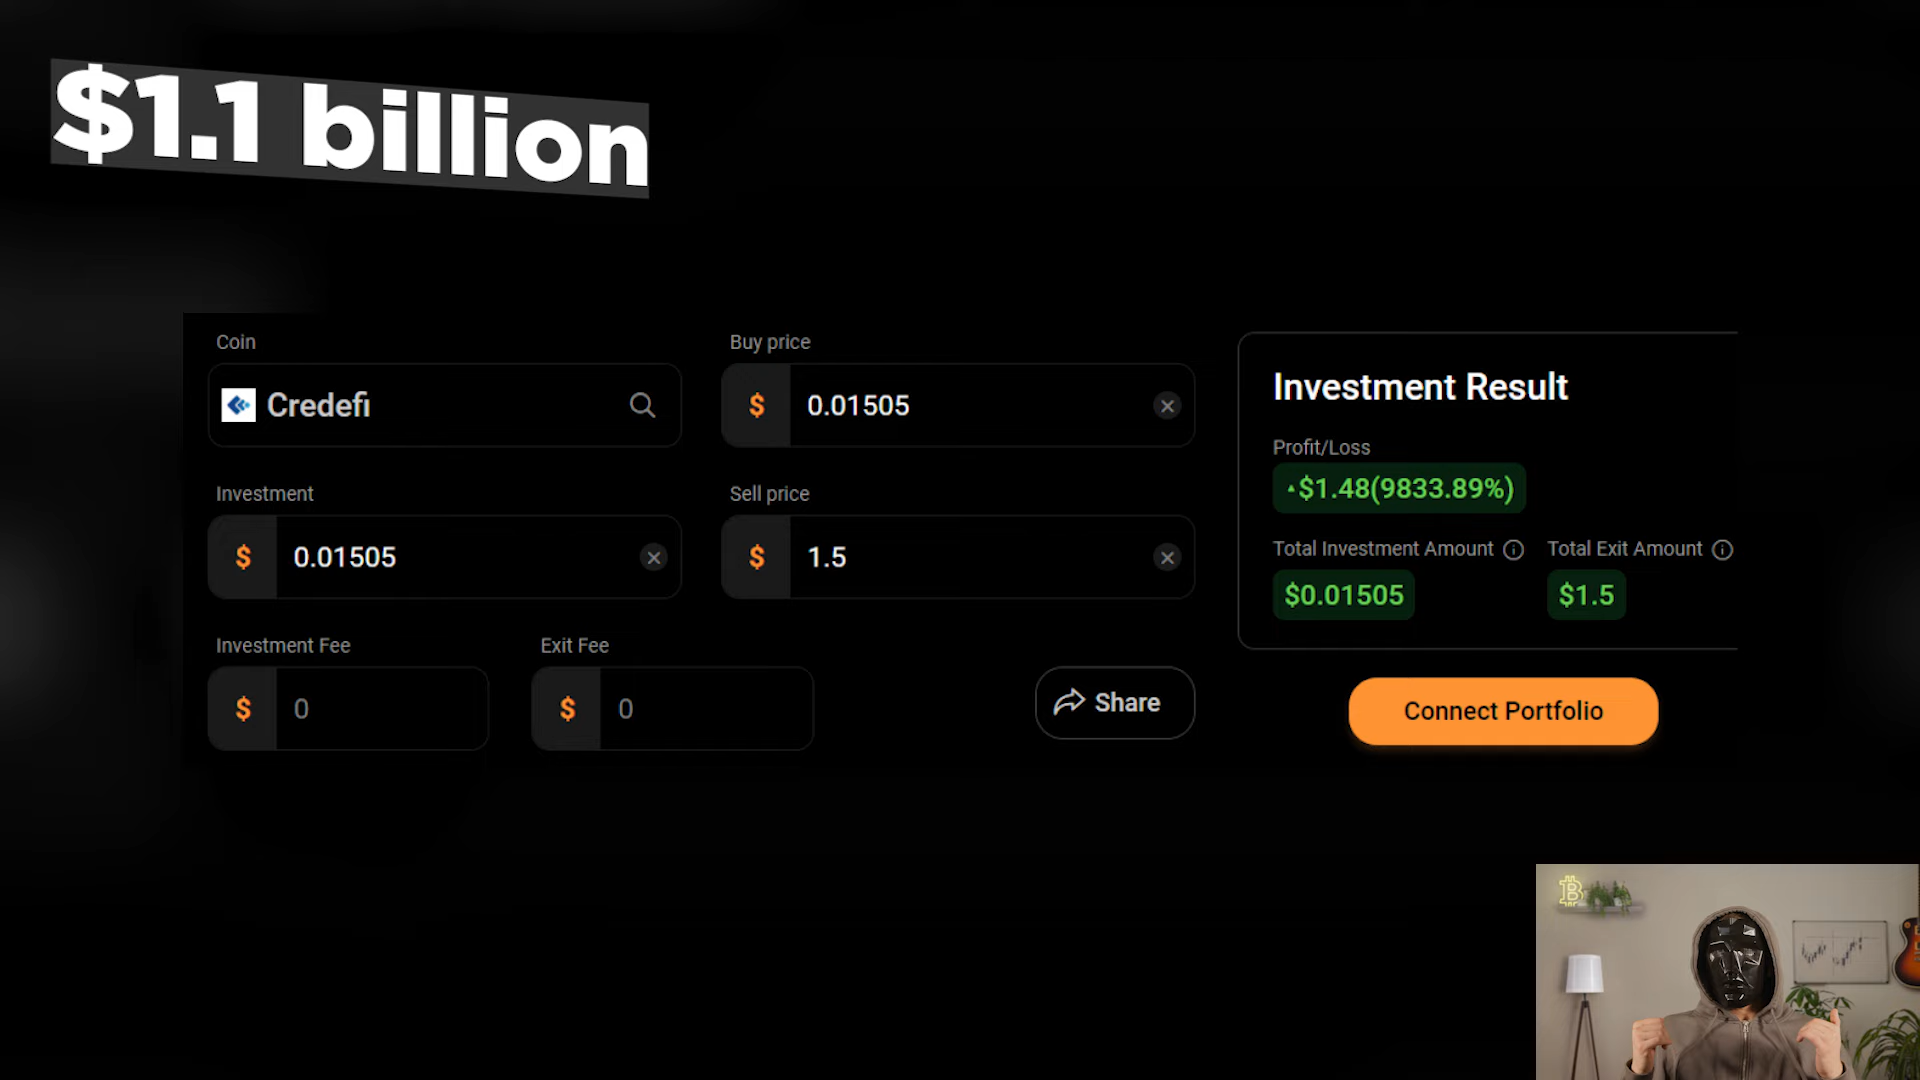 $1.1 billion
Coin
Credefi
Buy price
$ 0.01505
Investment
$ 0.01505
Sell price
$ 1.5
Investment Fee
$ 0
Exit Fee
$ 0
Share
Investment Result
Profit/Loss
$1.48(9833.89%)
Total Investment Amount
$0.01505
Total Exit Amount
$1.5
Connect Portfolio